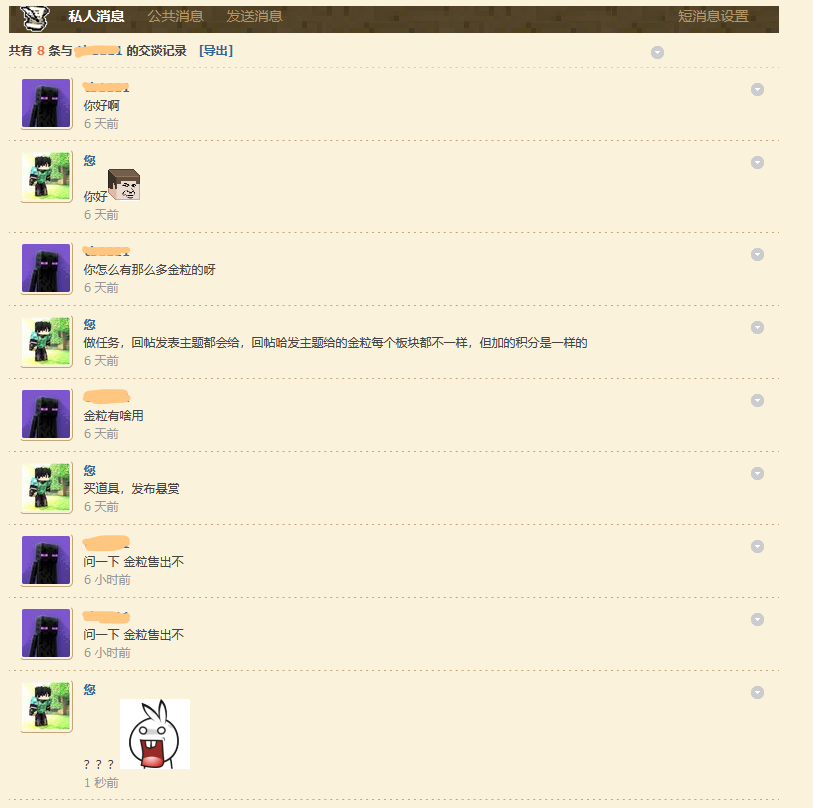 私人消息 公共消息 发送消息 短消息设置
共有 8 条与 1 的交谈记录 [导出]
你好啊
6 天前
您
你好
6 天前
你怎么有那么多金粒的呀
6 天前
您
做任务，回帖发表主题都会给，回帖哈发主题给的金粒每个板块都不一样，但加的积分是一样的
6 天前
金粒有啥用
6 天前
您
买道具，发布悬赏
6 天前
问一下 金粒售出不
6 小时前
问一下 金粒售出不
6 小时前
您
？？？
1 秒前